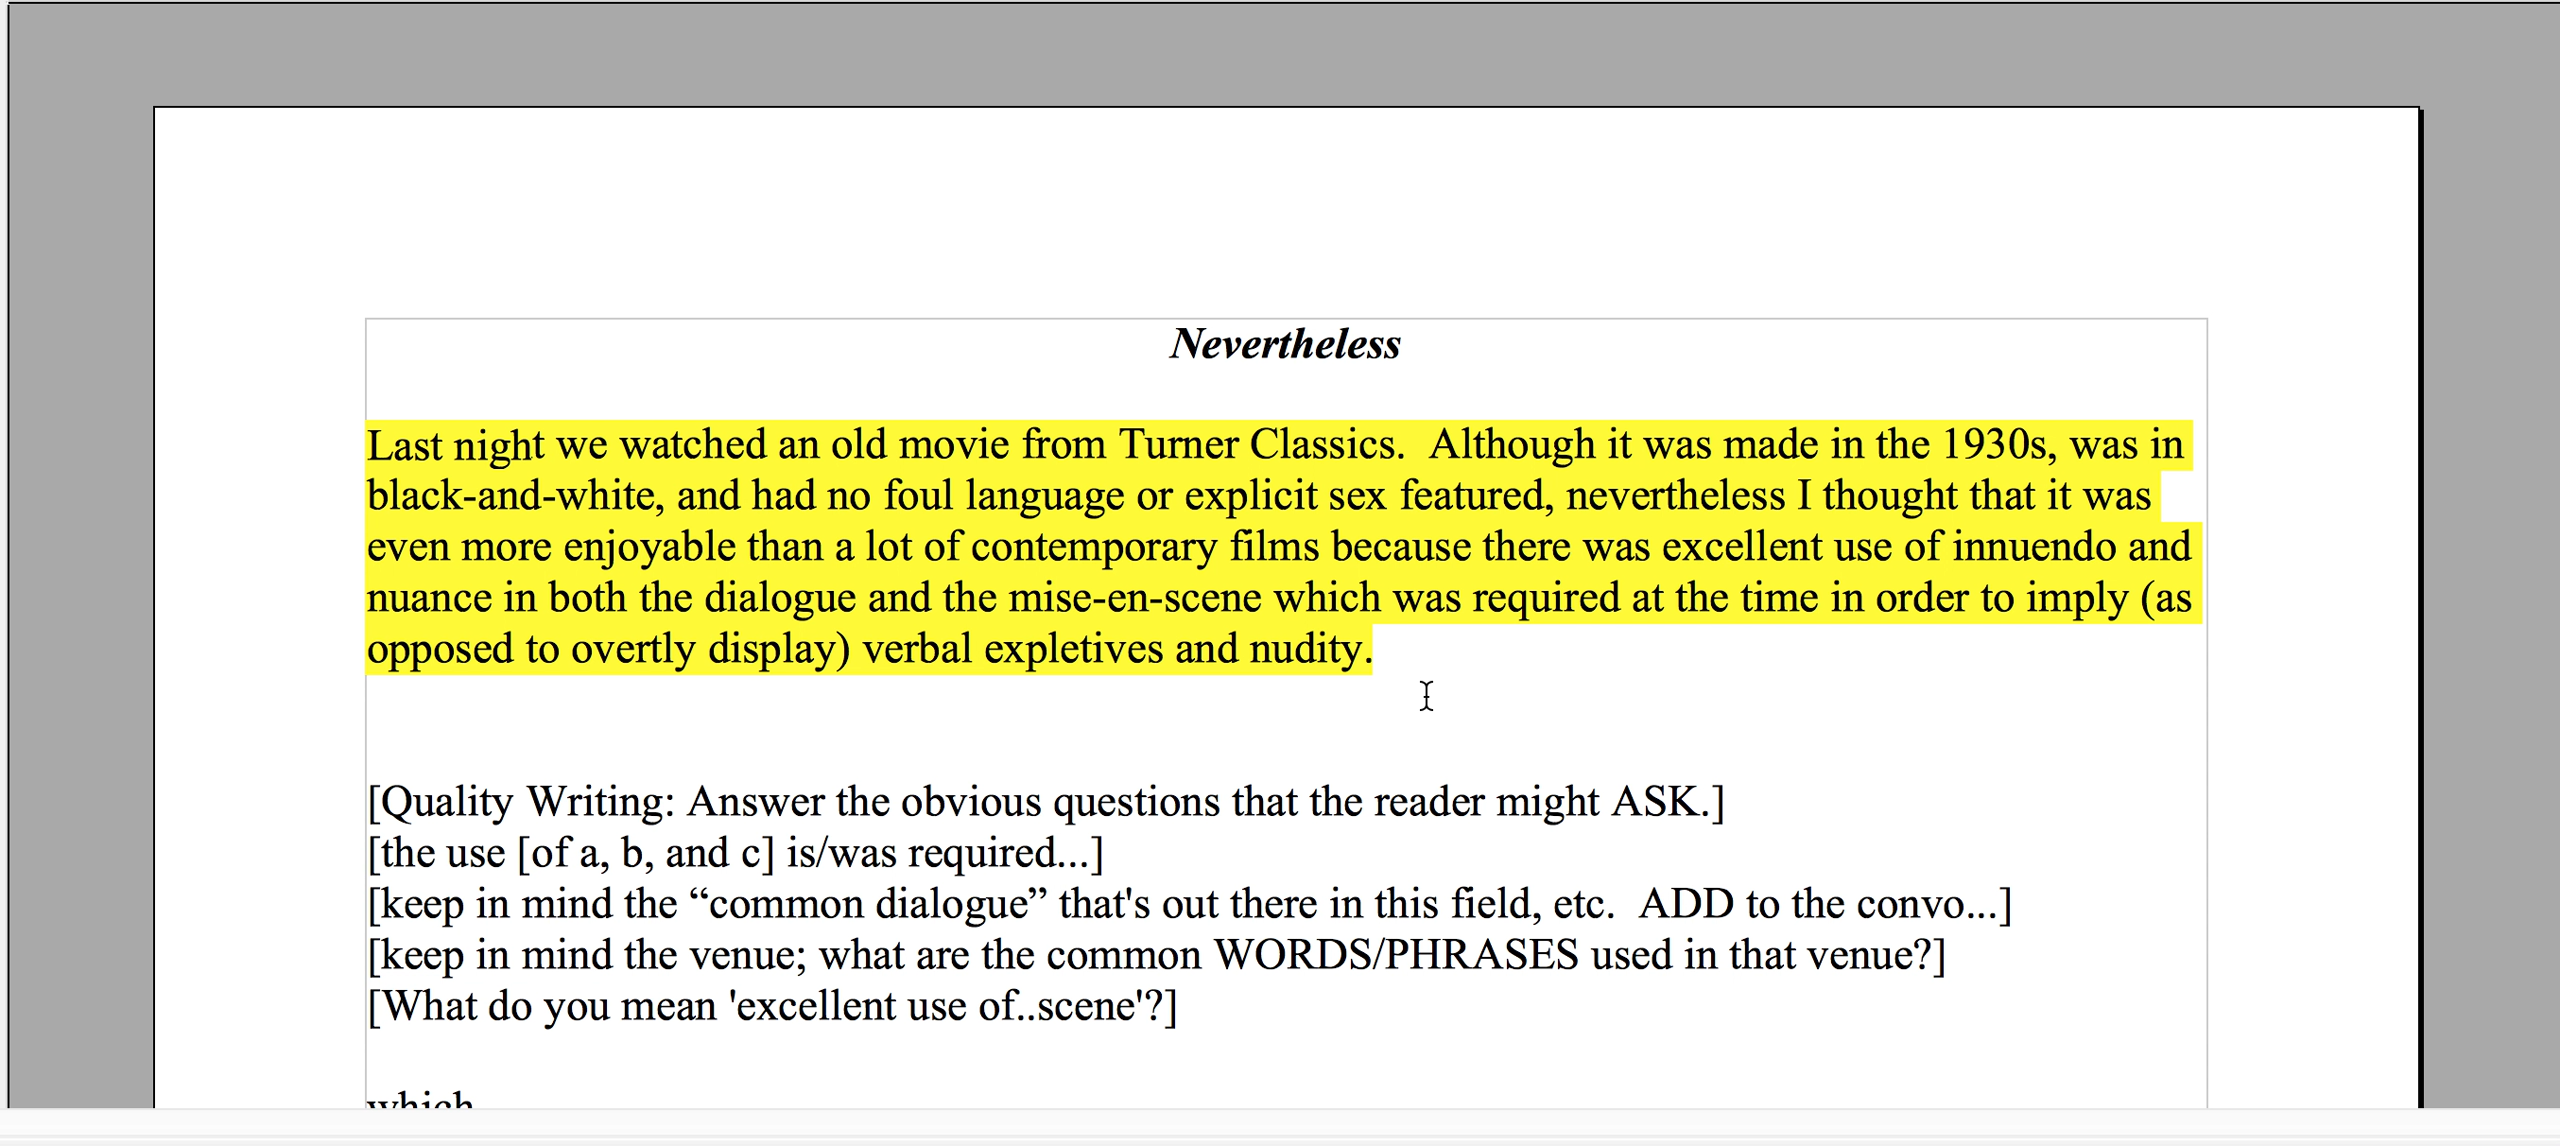 Nevertheless
Last night we watched an old movie from Turner Classics.  Although it was made in the 1930s, was in
black-and-white, and had no foul language or explicit sex featured, nevertheless I thought that it was
even more enjoyable than a lot of contemporary films because there was excellent use of innuendo and
nuance in both the dialogue and the mise-en-scene which was required at the time in order to imply (as
opposed to overtly display) verbal expletives and nudity.
[Quality Writing: Answer the obvious questions that the reader might ASK.]
[the use [of a, b, and c] is/was required...]
[keep in mind the “common dialogue” that's out there in this field, etc.  ADD to the convo...]
[keep in mind the venue; what are the common WORDS/PHRASES used in that venue?]
[What do you mean 'excellent use of..scene'?]
which